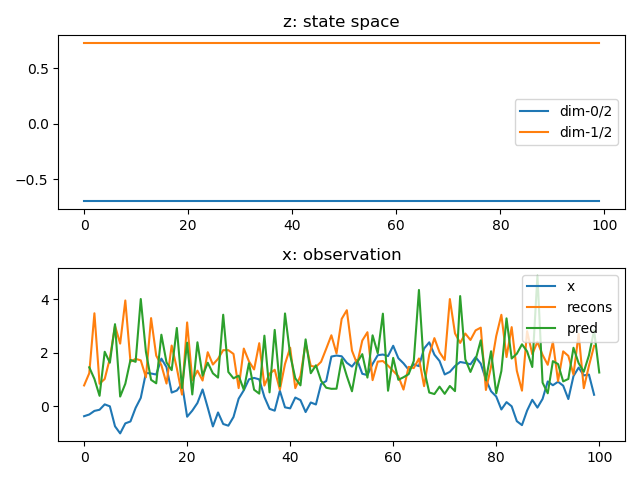 z: state space
0.5
0.0
−0.5
dim-0/2
dim-1/2
0 20 40 60 80 100
x: observation
4
2
0
x
recons
pred
0 20 40 60 80 100